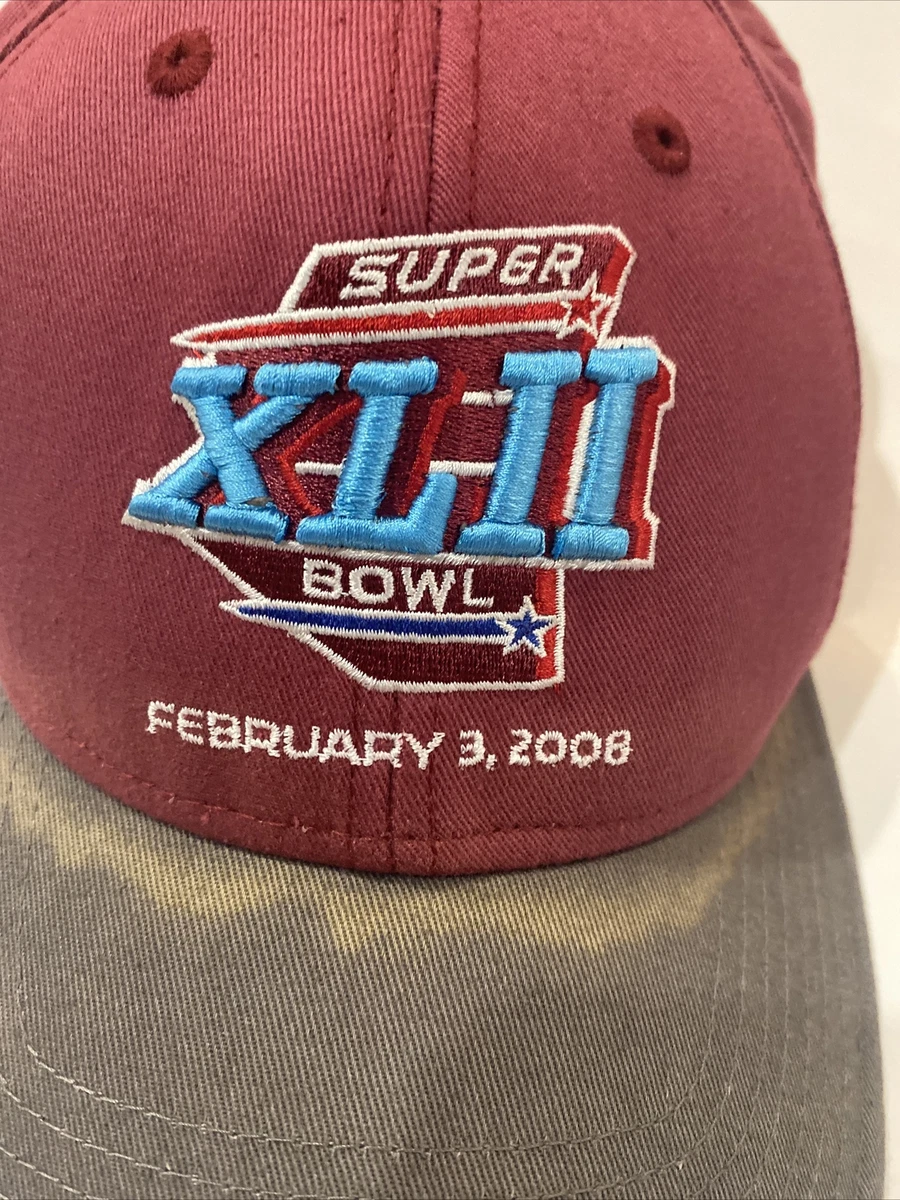 SUPER
XLII
BOWL
FEBRUARY 3, 2008